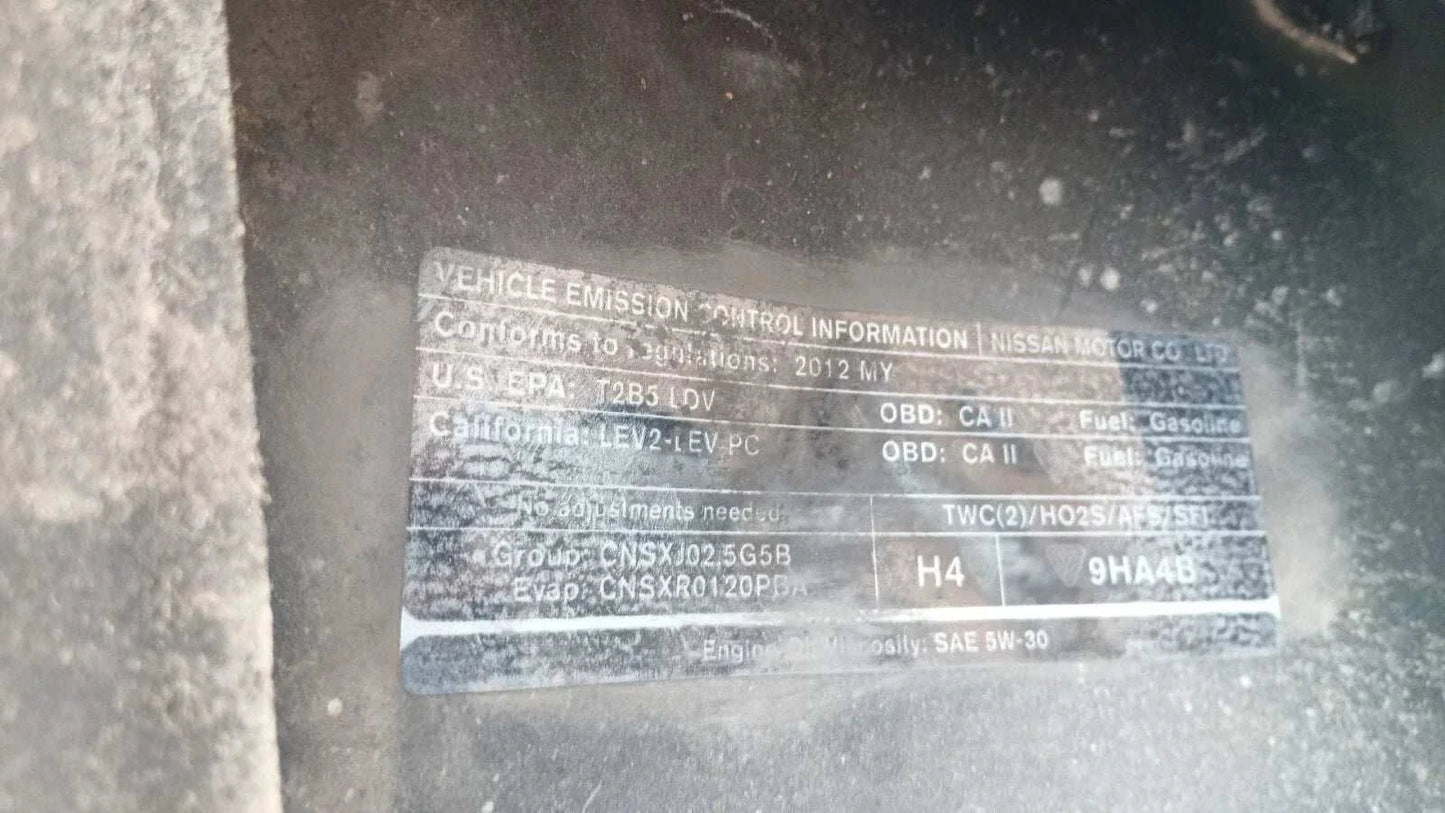 VEHICLE EMISSION CONTROL INFORMATION NISSAN MOTOR CO LTD
Conforms to regulations: 2012 MY
U.S. EPA: T2B5 LDV OBD: CA II Fuel: Gasoline
California: LEV2-LEV PC OBD: CA II Fuel: Gasoline
No adjustments needed TWC(2)/HO2S/AFS/SFI
Group: CNSXJ02.5G5B H4 9HA4B
Evap: CNSXR0120PBA
Engine Oil Viscosity: SAE 5W-30